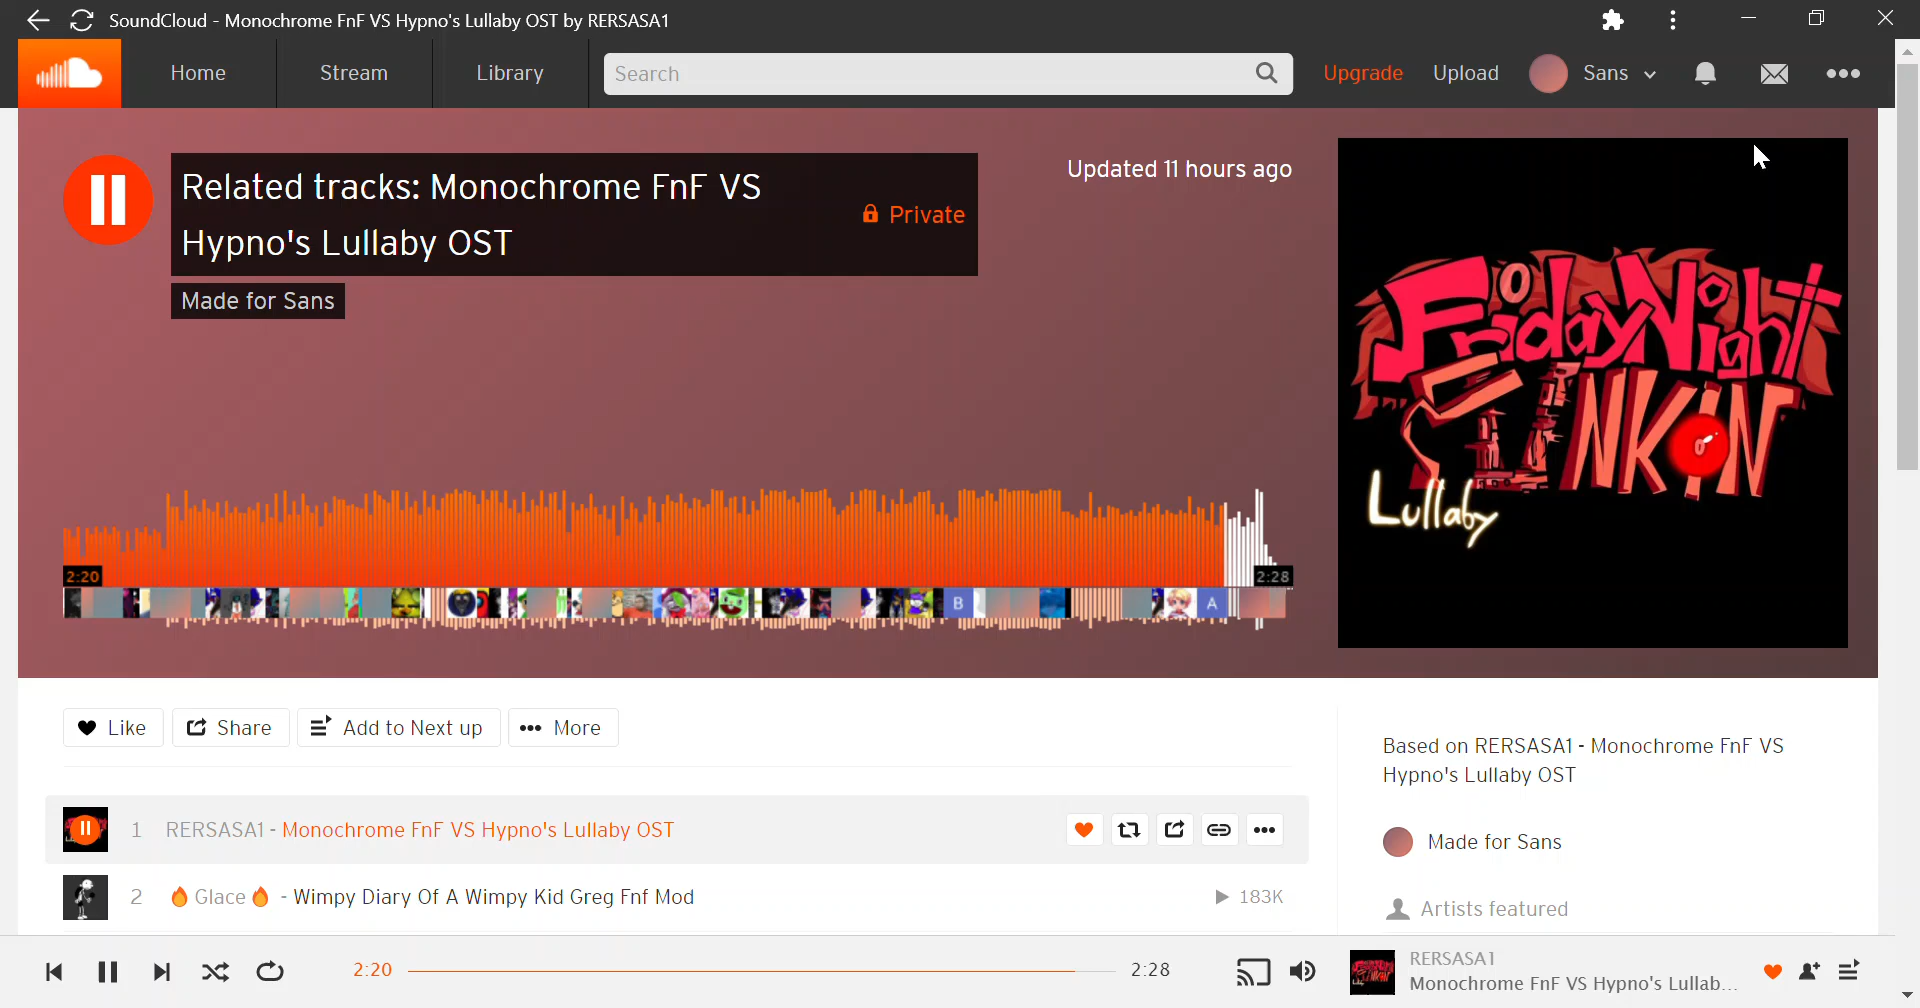 SoundCloud - Monochrome FnF VS Hypno's Lullaby OST by RERSASA1
Home
Stream
Library
Search
Upgrade
Upload
Sans
Related tracks: Monochrome FnF VS
Hypno's Lullaby OST
Private
Made for Sans
Updated 11 hours ago
Friday Night
Funkin
Lullaby
2:20
2:28
B
A
Like
Share
Add to Next up
More
1 RERSASA1 - Monochrome FnF VS Hypno's Lullaby OST
2 🔥Glace🔥 - Wimpy Diary Of A Wimpy Kid Greg Fnf Mod
183K
Based on RERSASA1 - Monochrome FnF VS
Hypno's Lullaby OST
Made for Sans
Artists featured
2:20
2:28
RERSASA1
Monochrome FnF VS Hypno's Lullab...